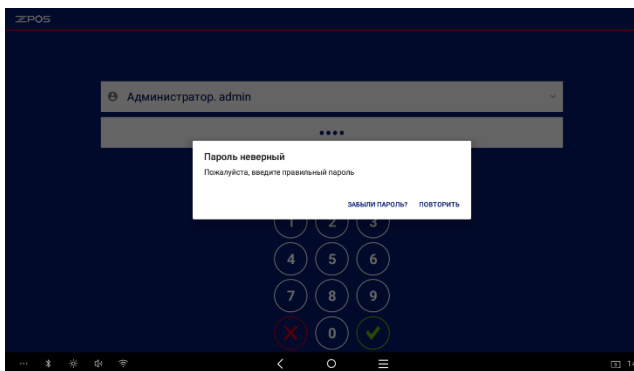 ZPOS
Администратор. admin
••••
Пароль неверный
Пожалуйста, введите правильный пароль
ЗАБЫЛИ ПАРОЛЬ? ПОВТОРИТЬ
1 2 3
4 5 6
7 8 9
0